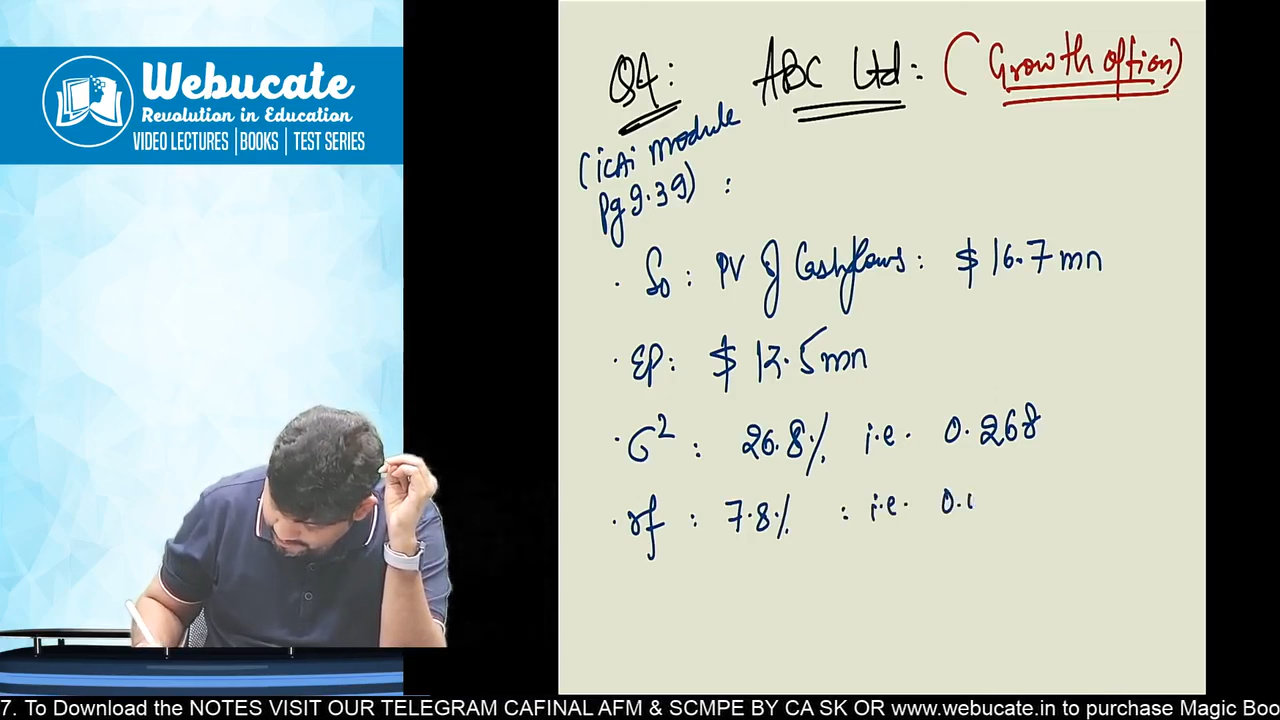 Webucate
Revolution in Education
VIDEO LECTURES | BOOKS | TEST SERIES
Q4: ABC Ltd: (Growth option)
(ICAI Module
Pg 9.39) :
· S0 : PV of Cashflows : $ 16.7 mn
· EP : $ 12.5 mn
· σ² : 26.8% i.e. 0.268
· rf : 7.8% : i.e. 0.0
7. To Download the NOTES VISIT OUR TELEGRAM CAFINAL AFM & SCMPE BY CA SK OR www.webucate.in to purchase Magic Boo